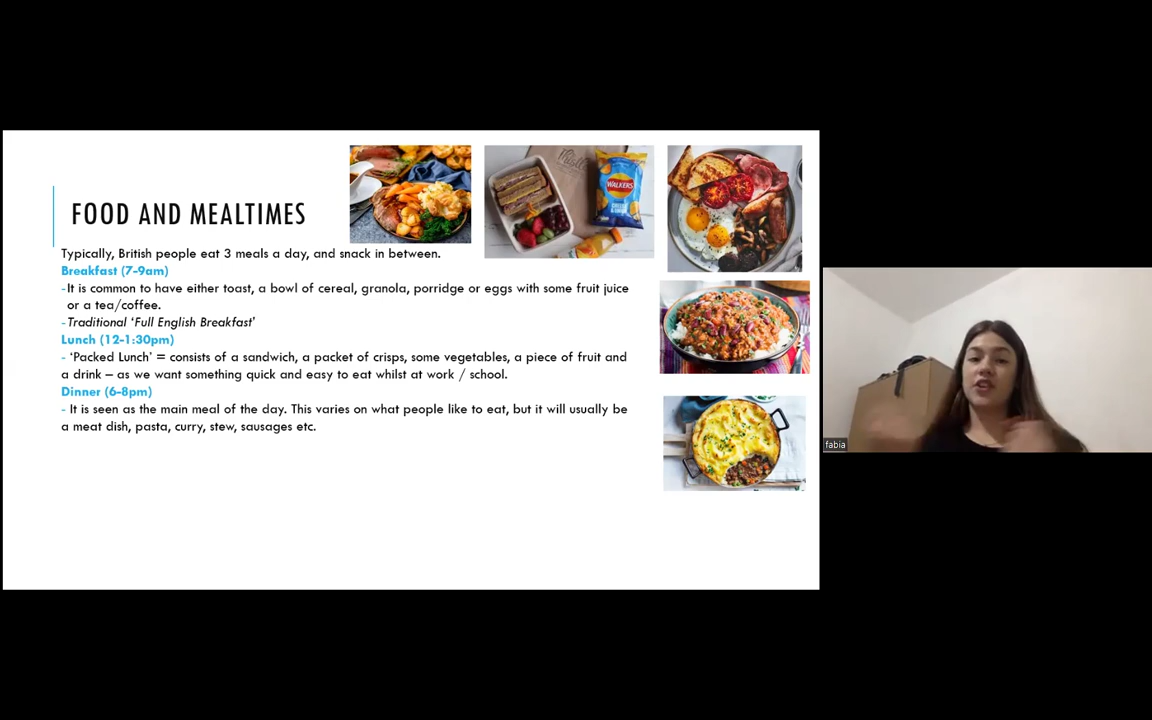 FOOD AND MEALTIMES
Typically, British people eat 3 meals a day, and snack in between.
Breakfast (7-9am)
-It is common to have either toast, a bowl of cereal, granola, porridge or eggs with some fruit juice
or a tea/coffee.
-Traditional ‘Full English Breakfast’
Lunch (12-1:30pm)
- ‘Packed Lunch’ = consists of a sandwich, a packet of crisps, some vegetables, a piece of fruit and
a drink – as we want something quick and easy to eat whilst at work / school.
Dinner (6-8pm)
- It is seen as the main meal of the day. This varies on what people like to eat, but it will usually be
a meat dish, pasta, curry, stew, sausages etc.
WALKERS
fabia